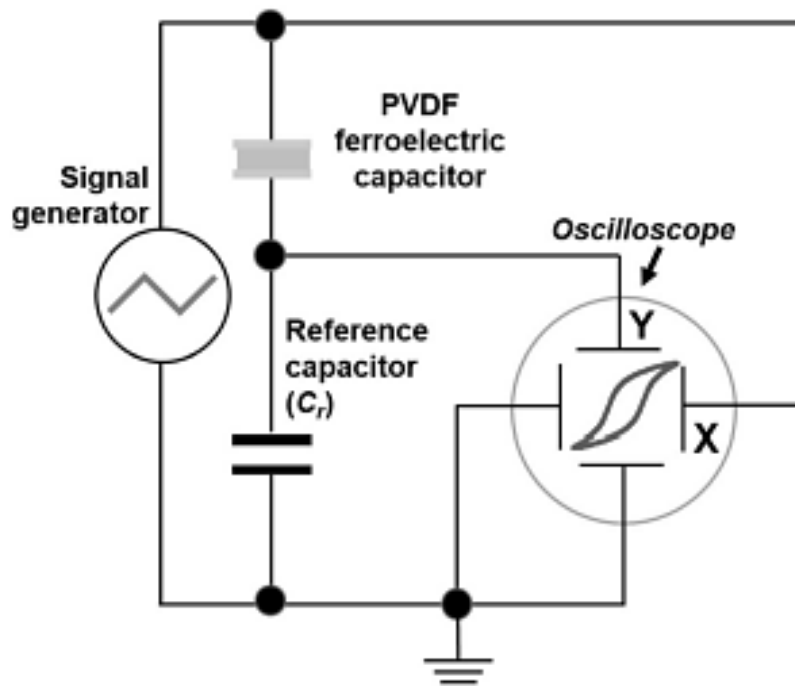 PVDF
ferroelectric
capacitor
Signal
generator
Oscilloscope
Reference
capacitor
(Cr)
Y
X